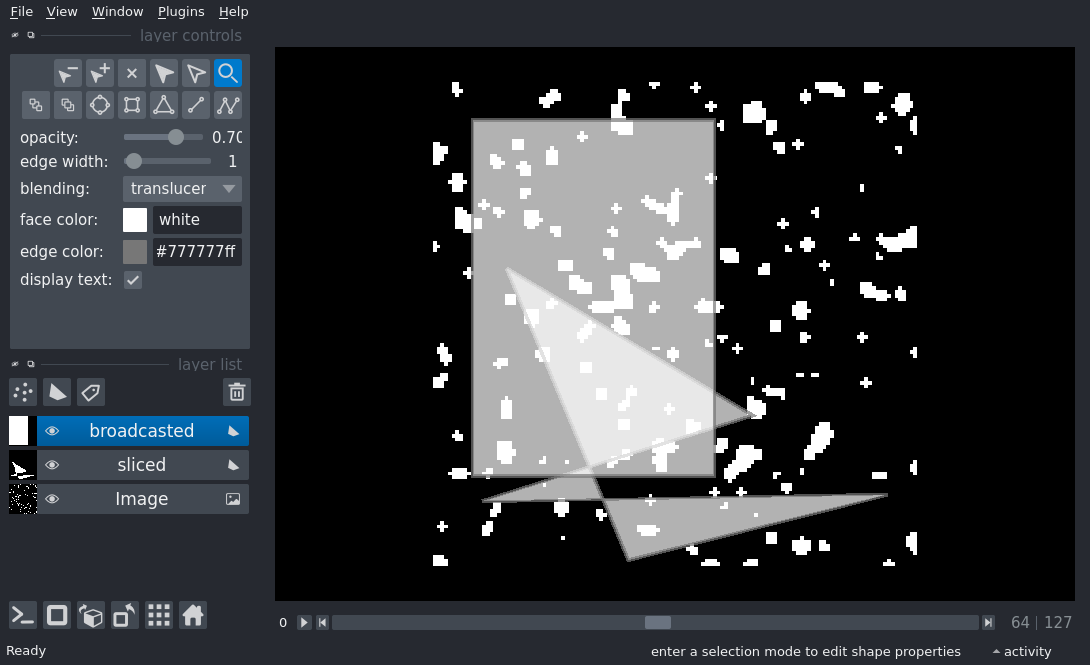 File View Window Plugins Help
layer controls
opacity: 0.70
edge width: 1
blending: translucer
face color: white
edge color: #777777ff
display text:
layer list
broadcasted
sliced
Image
0 64 | 127
Ready enter a selection mode to edit shape properties activity